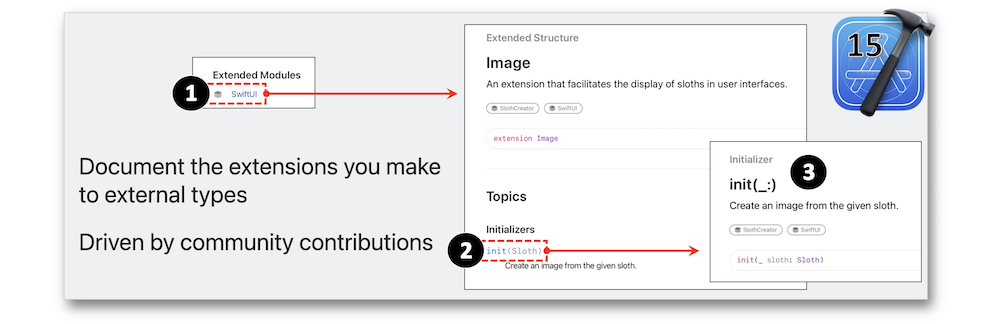 Extended Modules
1
SwiftUI
Document the extensions you make
to external types
Driven by community contributions
Extended Structure
Image
An extension that facilitates the display of sloths in user interfaces.
SlothCreator
SwiftUI
extension Image
Topics
Initializers
2
init(Sloth)
Create an image from the given sloth.
15
Initializer
3
init(_:)
Create an image from the given sloth.
SlothCreator
SwiftUI
init(_ sloth: Sloth)